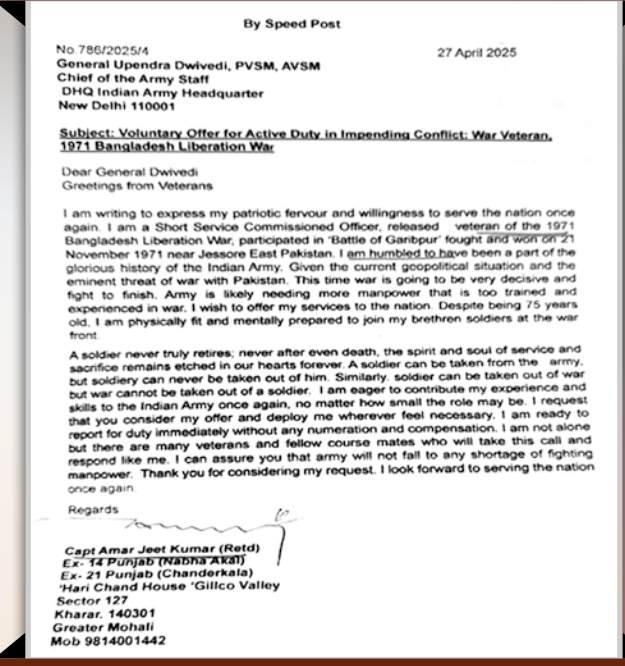 By Speed Post
No.786/2025/4
27 April 2025
General Upendra Dwivedi, PVSM, AVSM
Chief of the Army Staff
DHQ Indian Army Headquarter
New Delhi 110001
Subject: Voluntary Offer for Active Duty in Impending Conflict: War Veteran,
1971 Bangladesh Liberation War
Dear General Dwivedi
Greetings from Veterans
I am writing to express my patriotic fervour and willingness to serve the nation once
again. I am a Short Service Commissioned Officer, released veteran of the 1971
Bangladesh Liberation War, participated in 'Battle of Garibpur' fought and won on 21
November 1971 near Jessore East Pakistan. I am humbled to have been a part of the
glorious history of the Indian Army. Given the current geopolitical situation and the
eminent threat of war with Pakistan. This time war is going to be very decisive and
fight to finish. Army is likely needing more manpower that is too trained and
experienced in war. I wish to offer my services to the nation. Despite being 75 years
old, I am physically fit and mentally prepared to join my brethren soldiers at the war
front.
A soldier never truly retires; never after even death, the spirit and soul of service and
sacrifice remains etched in our hearts forever. A soldier can be taken from the army,
but soldiery can never be taken out of him. Similarly, soldier can be taken out of war
but war cannot be taken out of a soldier. I am eager to contribute my experience and
skills to the Indian Army once again, no matter how small the role may be. I request
that you consider my offer and deploy me wherever feel necessary. I am ready to
report for duty immediately without any numeration and compensation. I am not alone
but there are many veterans and fellow course mates who will take this call and
respond like me. I can assure you that army will not fall to any shortage of fighting
manpower. Thank you for considering my request. I look forward to serving the nation
once again.
Regards
Capt Amar Jeet Kumar (Retd)
Ex- 14 Punjab (Nabha Akal)
Ex- 21 Punjab (Chanderkala)
'Hari Chand House 'Gillco Valley
Sector 127
Kharar. 140301
Greater Mohali
Mob 9814001442